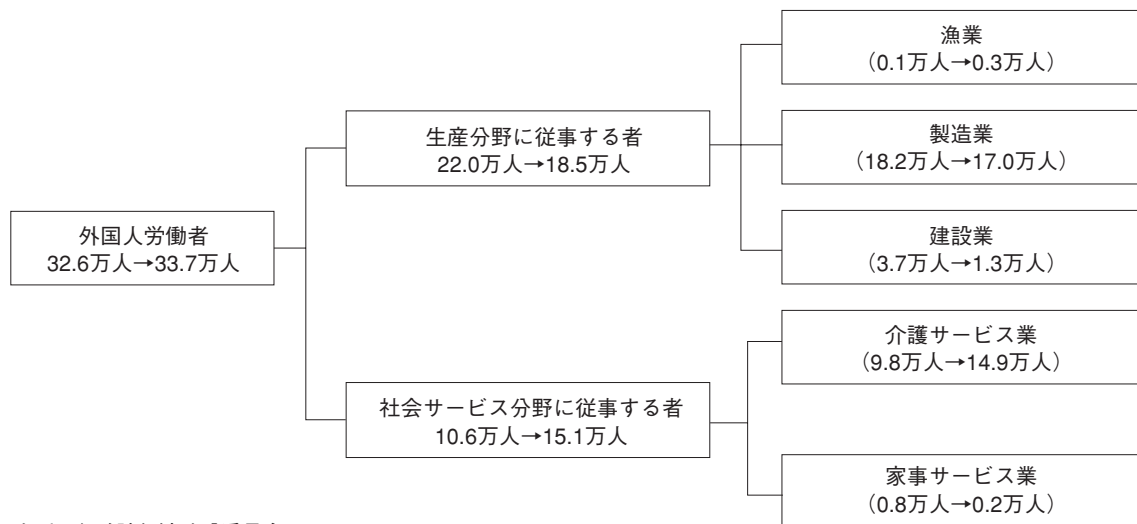 漁業
（0.1万人→0.3万人）
生産分野に従事する者
22.0万人→18.5万人
製造業
（18.2万人→17.0万人）
外国人労働者
32.6万人→33.7万人
建設業
（3.7万人→1.3万人）
介護サービス業
（9.8万人→14.9万人）
社会サービス分野に従事する者
10.6万人→15.1万人
家事サービス業
（0.8万人→0.2万人）